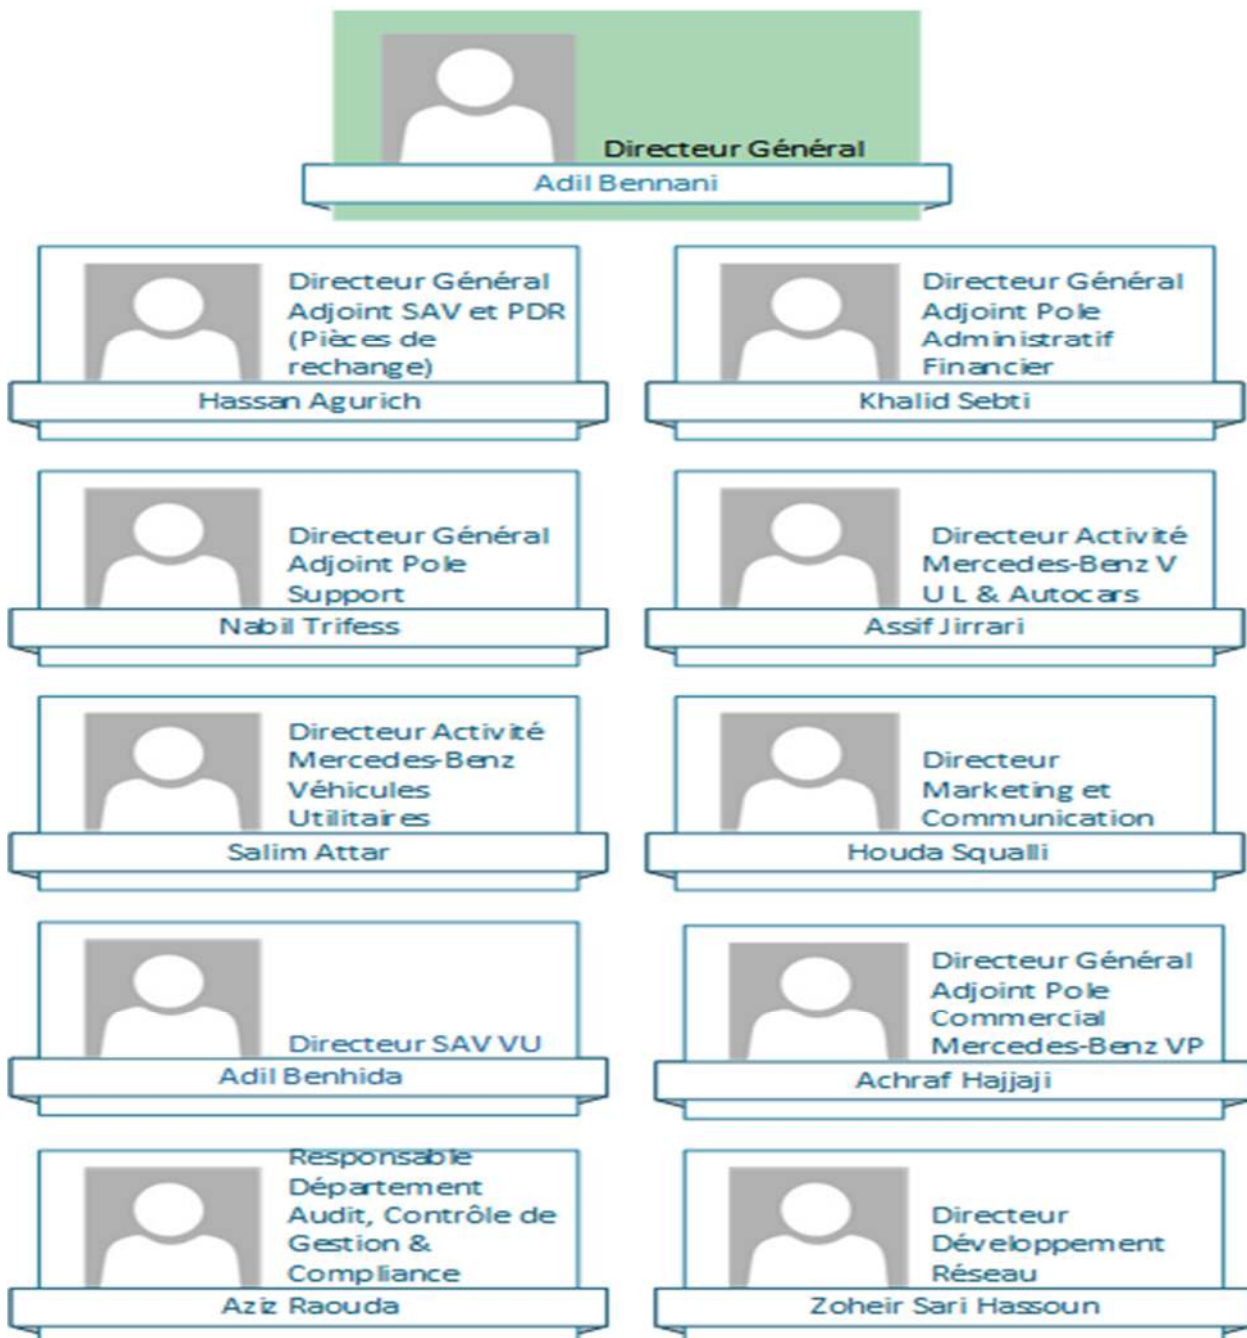 Directeur Général
Adil Bennani
Directeur Général
Adjoint SAV et PDR
(Pièces de
rechange)
Hassan Agurich
Directeur Général
Adjoint Pole
Administratif
Financier
Khalid Sebti
Directeur Général
Adjoint Pole
Support
Nabil Trifess
Directeur Activité
Mercedes-Benz V
U L & Autocars
Assif Jirrari
Directeur Activité
Mercedes-Benz
Véhicules
Utilitaires
Salim Attar
Directeur
Marketing et
Communication
Houda Squalli
Directeur SAV VU
Adil Benhida
Directeur Général
Adjoint Pole
Commercial
Mercedes-Benz VP
Achraf Hajjaji
Responsable
Département
Audit, Contrôle de
Gestion &
Compliance
Aziz Raouda
Directeur
Développement
Réseau
Zoheir Sari Hassoun